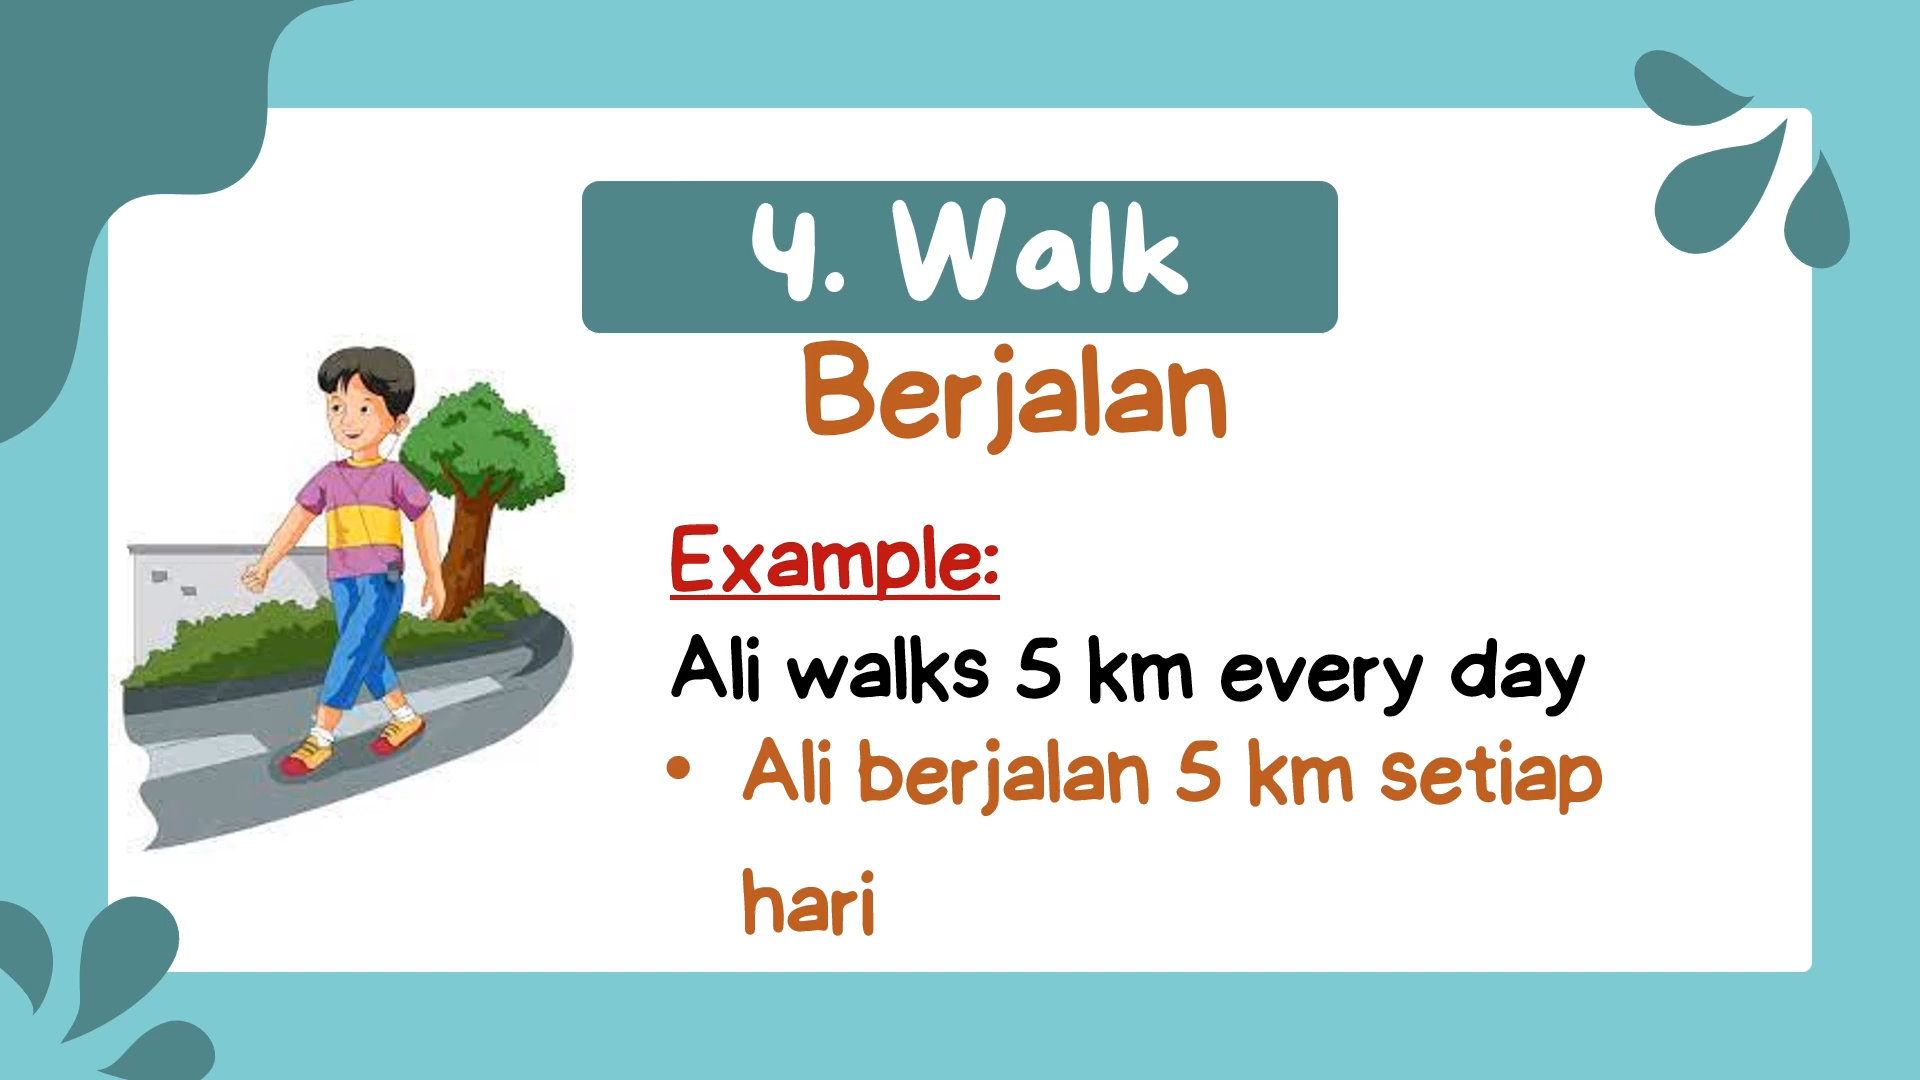 4. Walk
Berjalan
Example:
Ali walks 5 km every day
• Ali berjalan 5 km setiap
hari